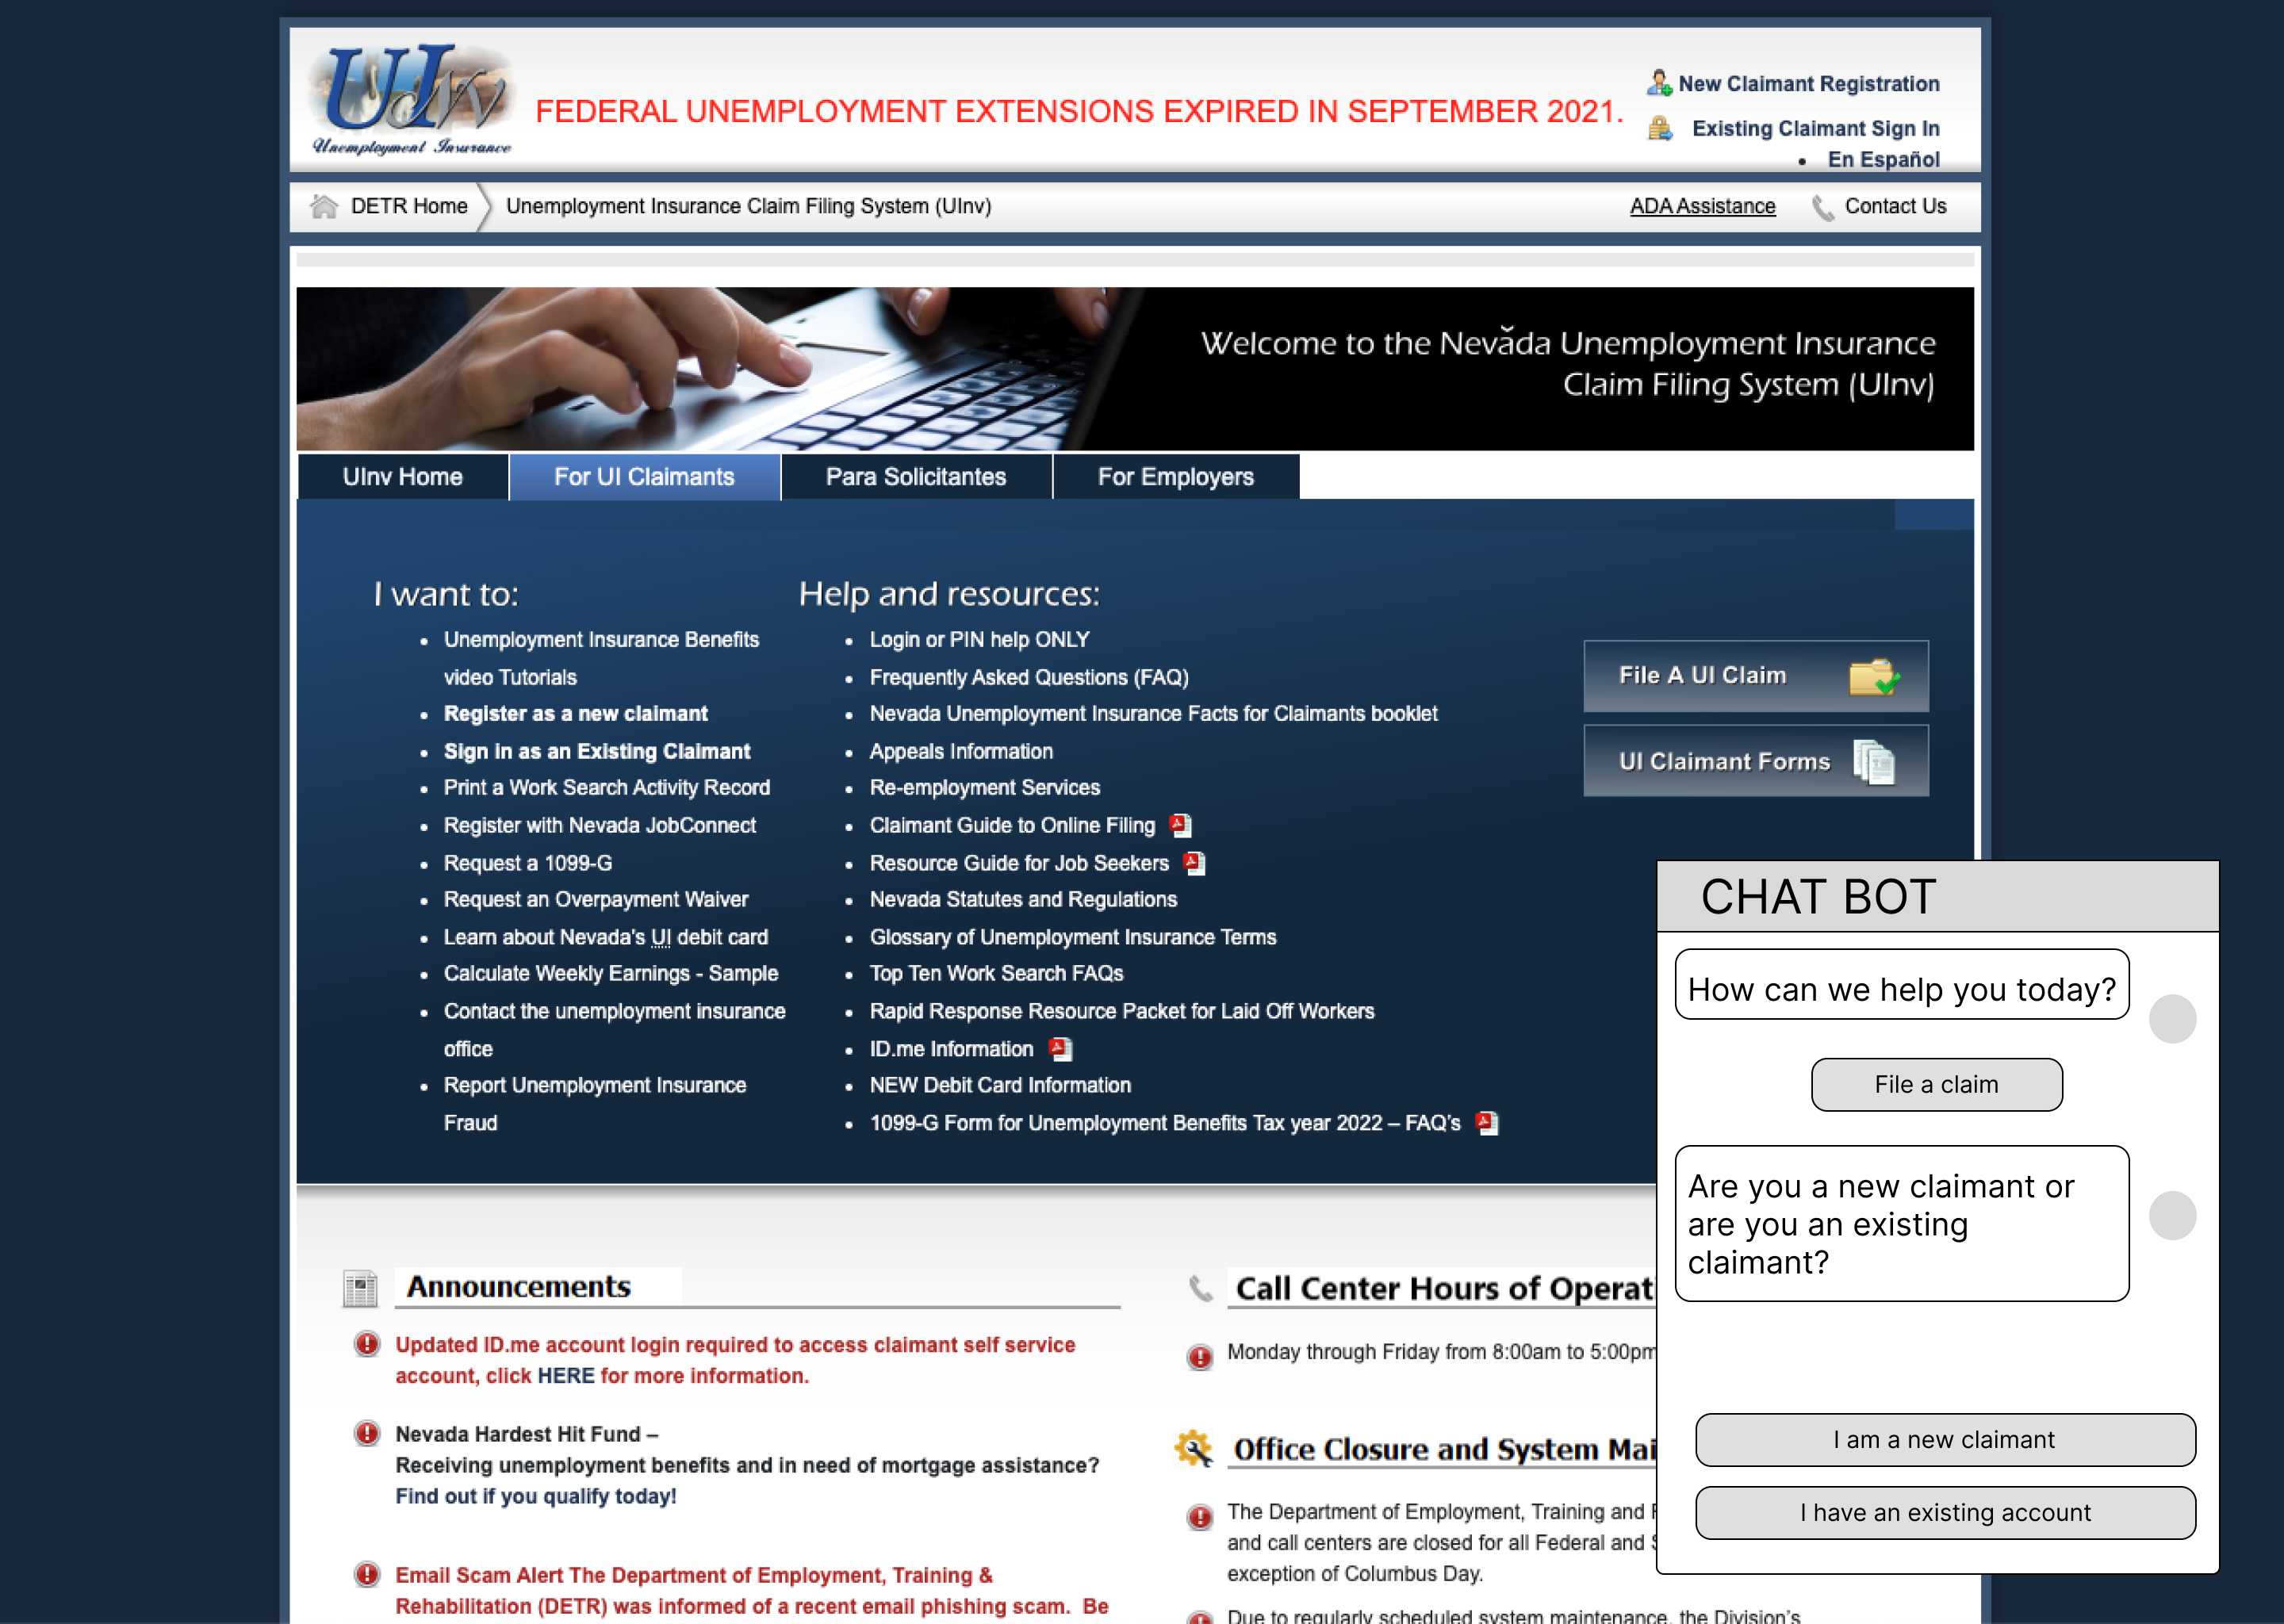 UInv
Unemployment Insurance
FEDERAL UNEMPLOYMENT EXTENSIONS EXPIRED IN SEPTEMBER 2021.
New Claimant Registration
Existing Claimant Sign In
• En Español
DETR Home
Unemployment Insurance Claim Filing System (UInv)
ADA Assistance
Contact Us
Welcome to the Nevăda Unemployment Insurance
Claim Filing System (UInv)
UInv Home
For UI Claimants
Para Solicitantes
For Employers
I want to:
• Unemployment Insurance Benefits
video Tutorials
• Register as a new claimant
• Sign in as an Existing Claimant
• Print a Work Search Activity Record
• Register with Nevada JobConnect
• Request a 1099-G
• Request an Overpayment Waiver
• Learn about Nevada's UI debit card
• Calculate Weekly Earnings - Sample
• Contact the unemployment insurance
office
• Report Unemployment Insurance
Fraud
Help and resources:
• Login or PIN help ONLY
• Frequently Asked Questions (FAQ)
• Nevada Unemployment Insurance Facts for Claimants booklet
• Appeals Information
• Re-employment Services
• Claimant Guide to Online Filing
• Resource Guide for Job Seekers
• Nevada Statutes and Regulations
• Glossary of Unemployment Insurance Terms
• Top Ten Work Search FAQs
• Rapid Response Resource Packet for Laid Off Workers
• ID.me Information
• NEW Debit Card Information
• 1099-G Form for Unemployment Benefits Tax year 2022 – FAQ's
File A UI Claim
UI Claimant Forms
Announcements
Updated ID.me account login required to access claimant self service
account, click HERE for more information.
Nevada Hardest Hit Fund –
Receiving unemployment benefits and in need of mortgage assistance?
Find out if you qualify today!
Email Scam Alert The Department of Employment, Training &
Rehabilitation (DETR) was informed of a recent email phishing scam. Be
Call Center Hours of Operati
Monday through Friday from 8:00am to 5:00pm
Office Closure and System Mai
The Department of Employment, Training and
and call centers are closed for all Federal and
exception of Columbus Day.
Due to regularly scheduled system maintenance, the Division's
CHAT BOT
How can we help you today?
File a claim
Are you a new claimant or
are you an existing
claimant?
I am a new claimant
I have an existing account